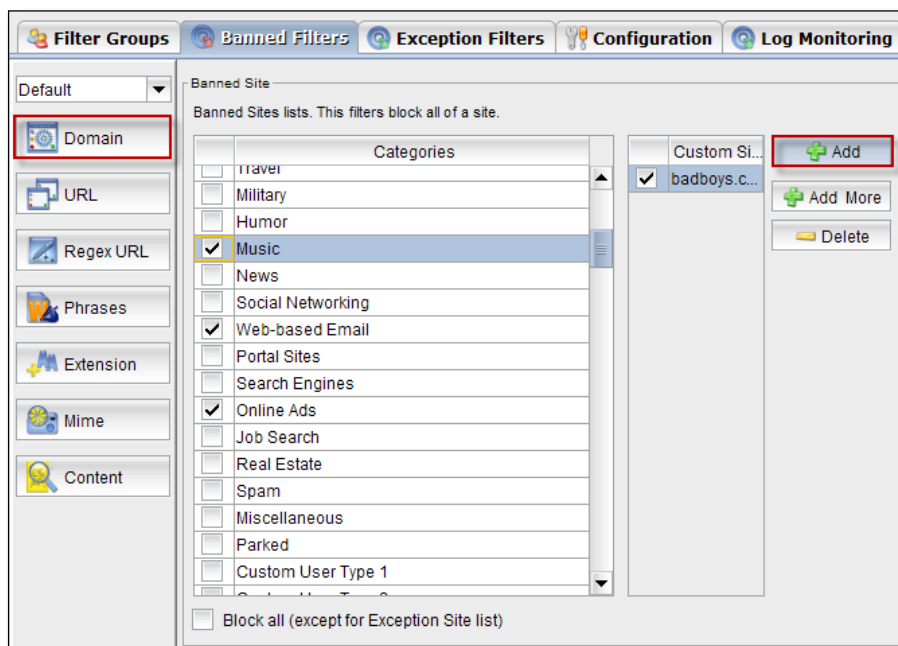 Filter Groups Banned Filters Exception Filters Configuration Log Monitoring
Default
Domain
URL
Regex URL
Phrases
Extension
Mime
Content
Banned Site
Banned Sites lists. This filters block all of a site.
Categories
Travel
Military
Humor
Music
News
Social Networking
Web-based Email
Portal Sites
Search Engines
Online Ads
Job Search
Real Estate
Spam
Miscellaneous
Parked
Custom User Type 1
Block all (except for Exception Site list)
Custom Si...
badboys.c...
Add
Add More
Delete